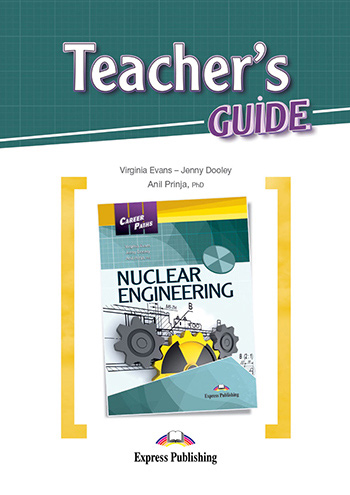 Teacher's
GUIDE
Virginia Evans – Jenny Dooley
Anil Prinja, PhD
CAREER
PATHS
NUCLEAR
ENGINEERING
Express Publishing
Express Publishing